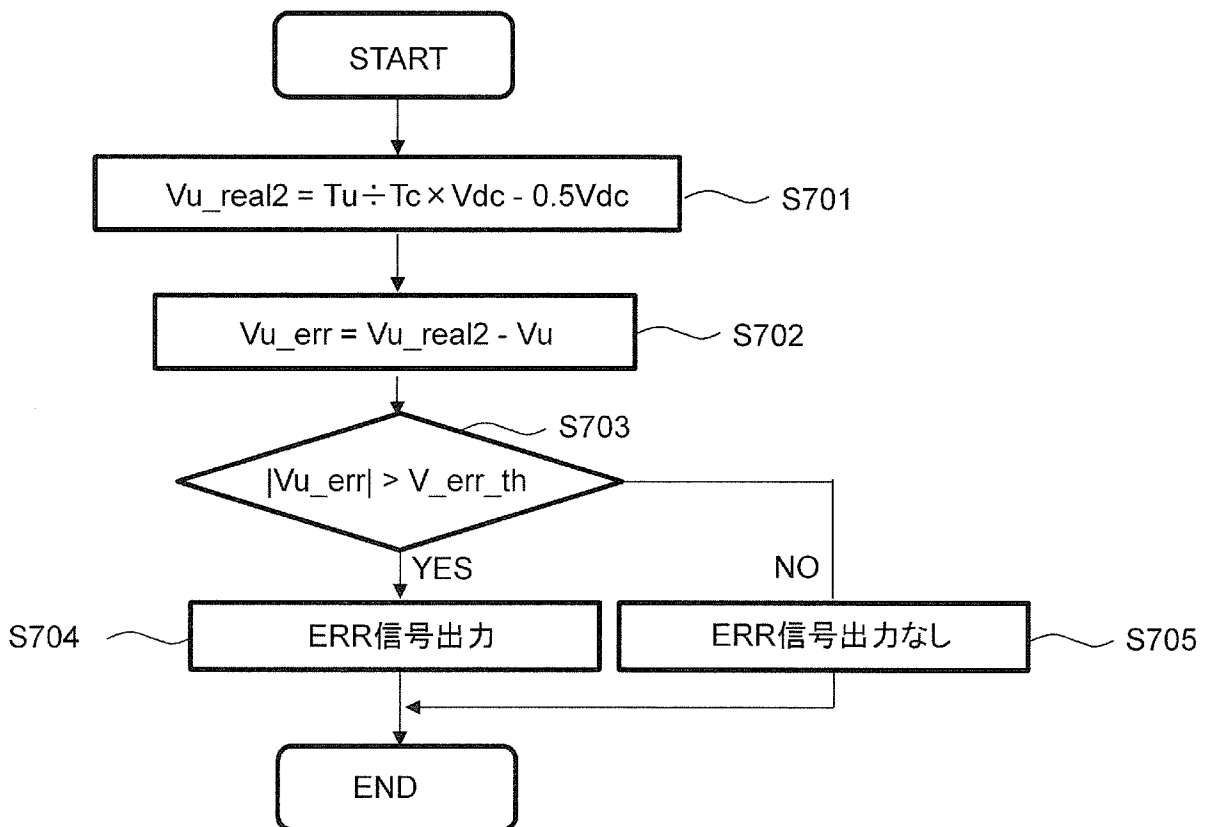 START
Vu_real2 = Tu÷Tc×Vdc - 0.5Vdc
S701
Vu_err = Vu_real2 - Vu
S702
S703
|Vu_err| > V_err_th
YES
NO
S704
ERR信号出力
ERR信号出力なし
S705
END